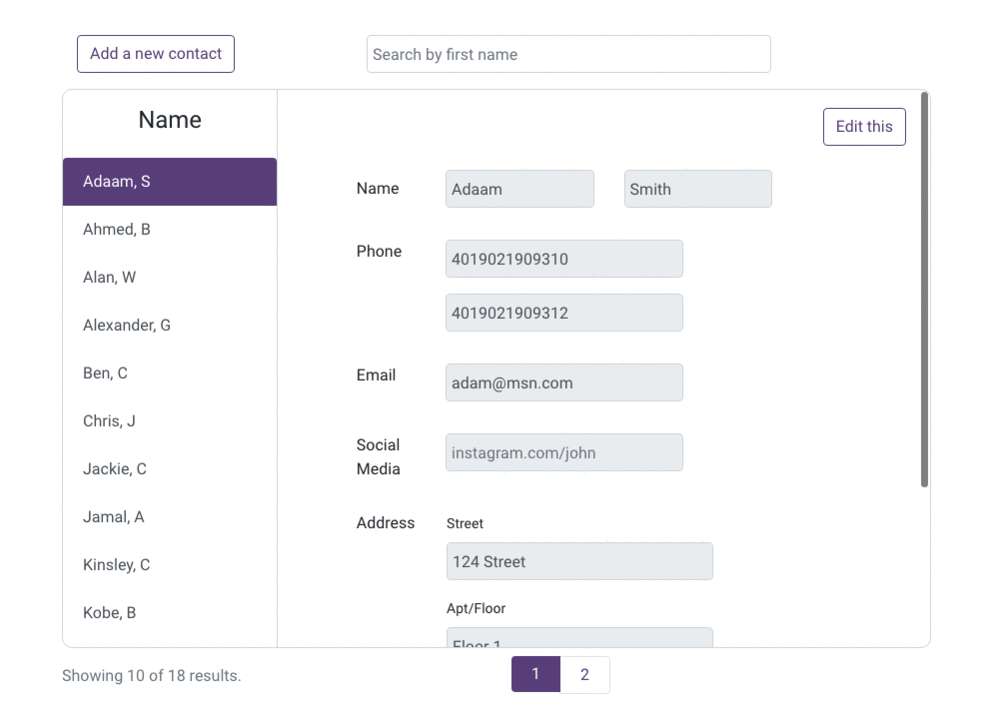 Add a new contact
Search by first name
Name
Adaam, S
Ahmed, B
Alan, W
Alexander, G
Ben, C
Chris, J
Jackie, C
Jamal, A
Kinsley, C
Kobe, B
Edit this
Name
Adaam
Smith
Phone
4019021909310
4019021909312
Email
adam@msn.com
Social
Media
instagram.com/john
Address
Street
124 Street
Apt/Floor
Floor 1
Showing 10 of 18 results.
1
2